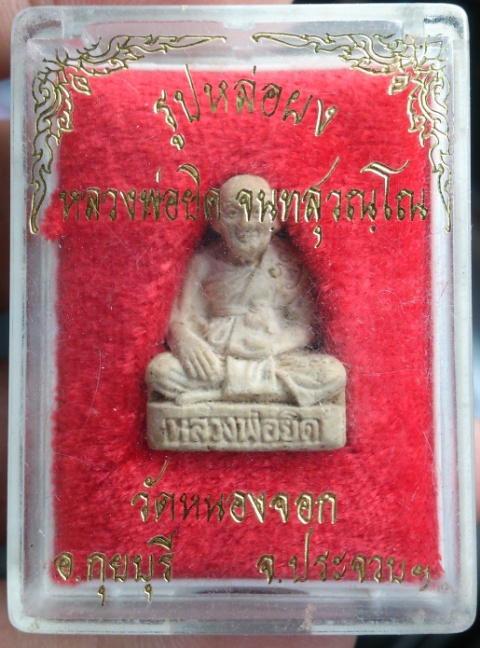 รูปหล่อผง
หลวงพ่อยิด จนฺทสุวณฺโณ
หลวงพ่อยิด
วัดหนองจอก
อ.กุยบุรี จ.ประจวบฯ